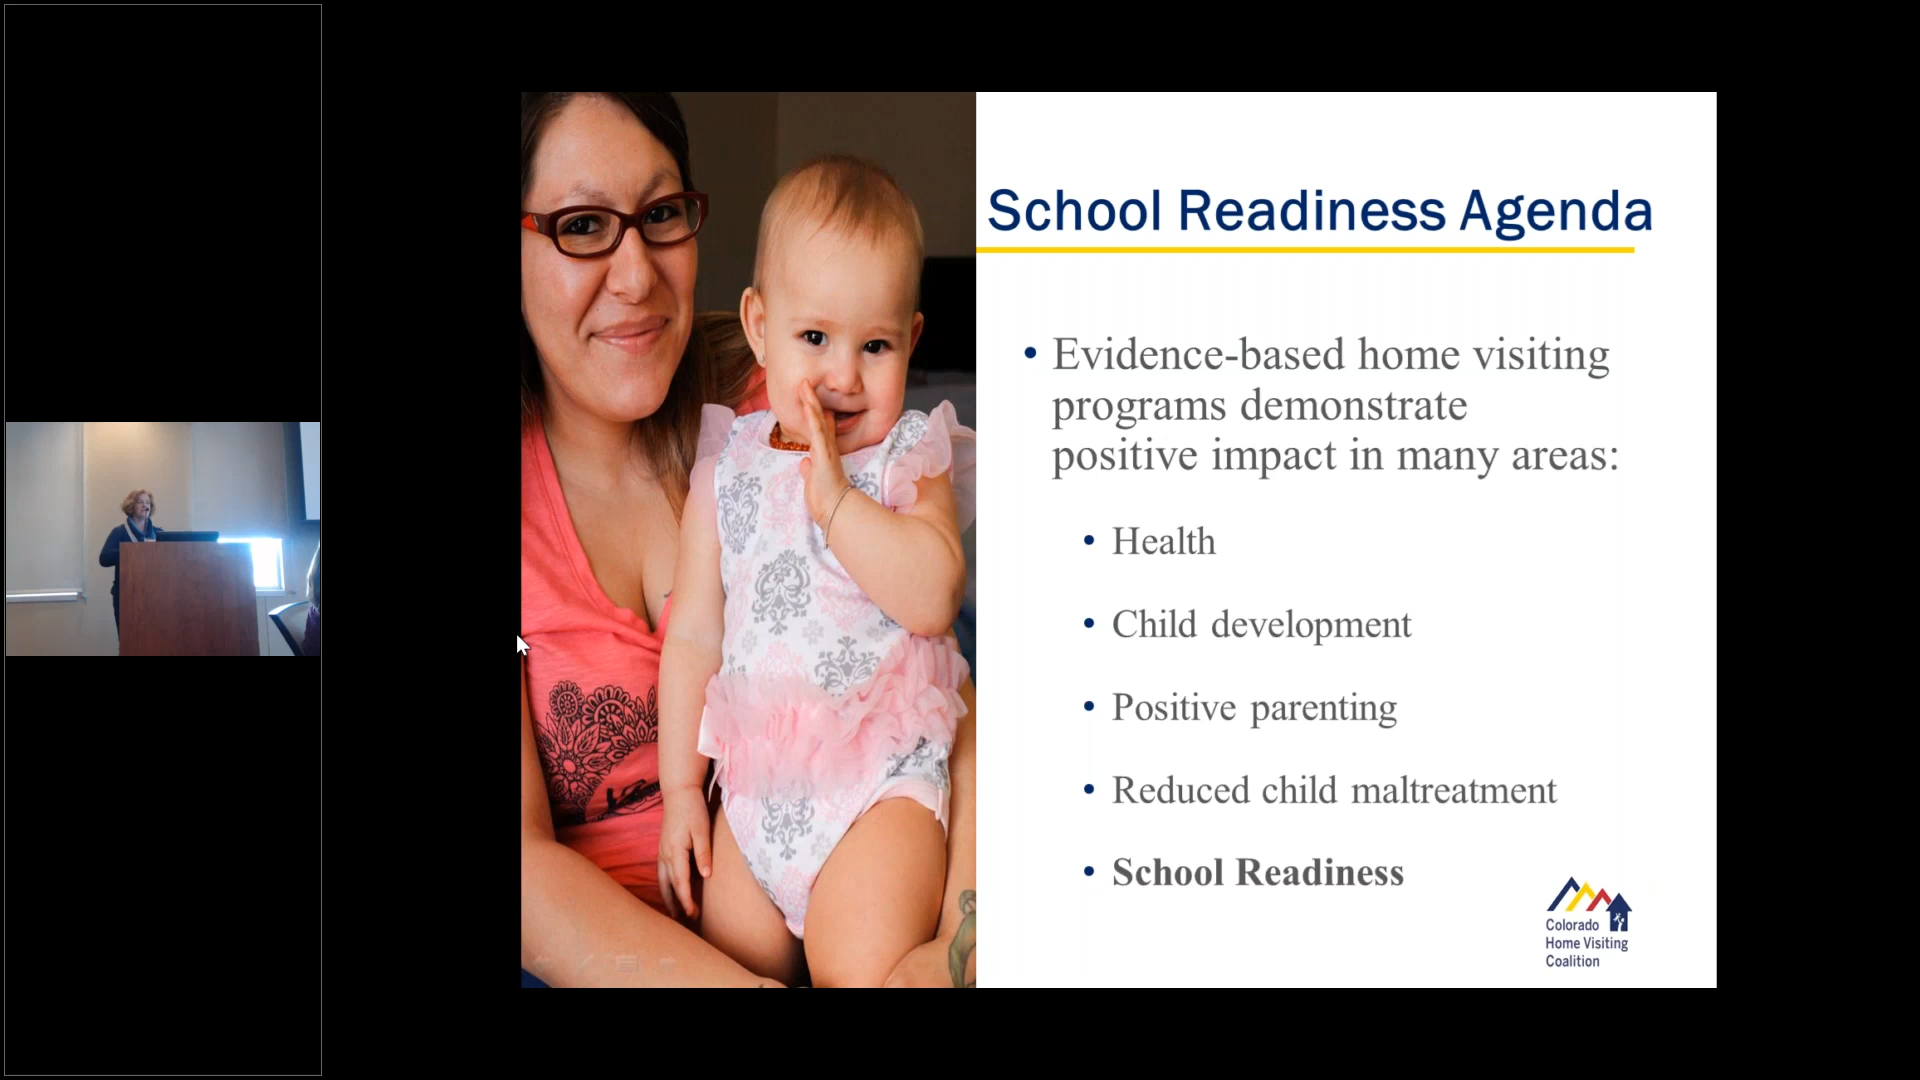 School Readiness Agenda
• Evidence-based home visiting
programs demonstrate
positive impact in many areas:
• Health
• Child development
• Positive parenting
• Reduced child maltreatment
• School Readiness
Colorado
Home Visiting
Coalition